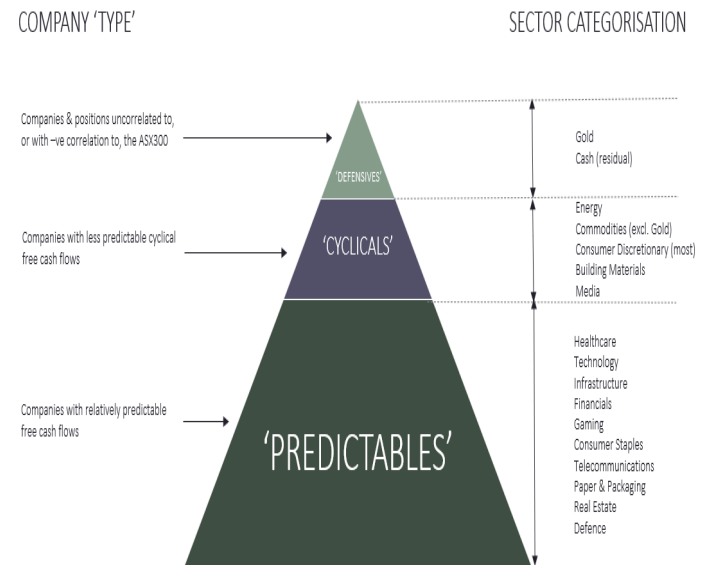 COMPANY ‘TYPE’
SECTOR CATEGORISATION
Companies & positions uncorrelated to,
or with –ve correlation to, the ASX300
‘DEFENSIVES’
Gold
Cash (residual)
Companies with less predictable cyclical
free cash flows
‘CYCLICALS’
Energy
Commodities (excl. Gold)
Consumer Discretionary (most)
Building Materials
Media
Companies with relatively predictable
free cash flows
‘PREDICTABLES’
Healthcare
Technology
Infrastructure
Financials
Gaming
Consumer Staples
Telecommunications
Paper & Packaging
Real Estate
Defence